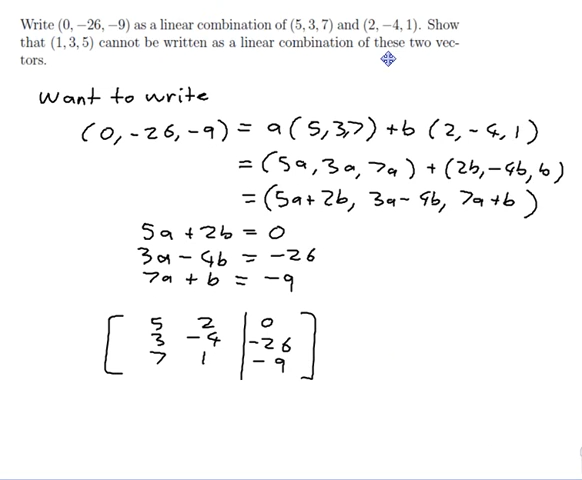 Write (0, −26, −9) as a linear combination of (5, 3, 7) and (2, −4, 1). Show
that (1, 3, 5) cannot be written as a linear combination of these two vec-
tors.
Want to write
(0, -26, -9) = a(5,3,7) + b(2, -4, 1)
= (5a, 3a, 7a) + (2b, -4b, b)
= (5a + 2b, 3a - 4b, 7a + b)
5a + 2b = 0
3a - 4b = -26
7a + b = -9
5 2 | 0
3 -4 | -26
7 1 | -9